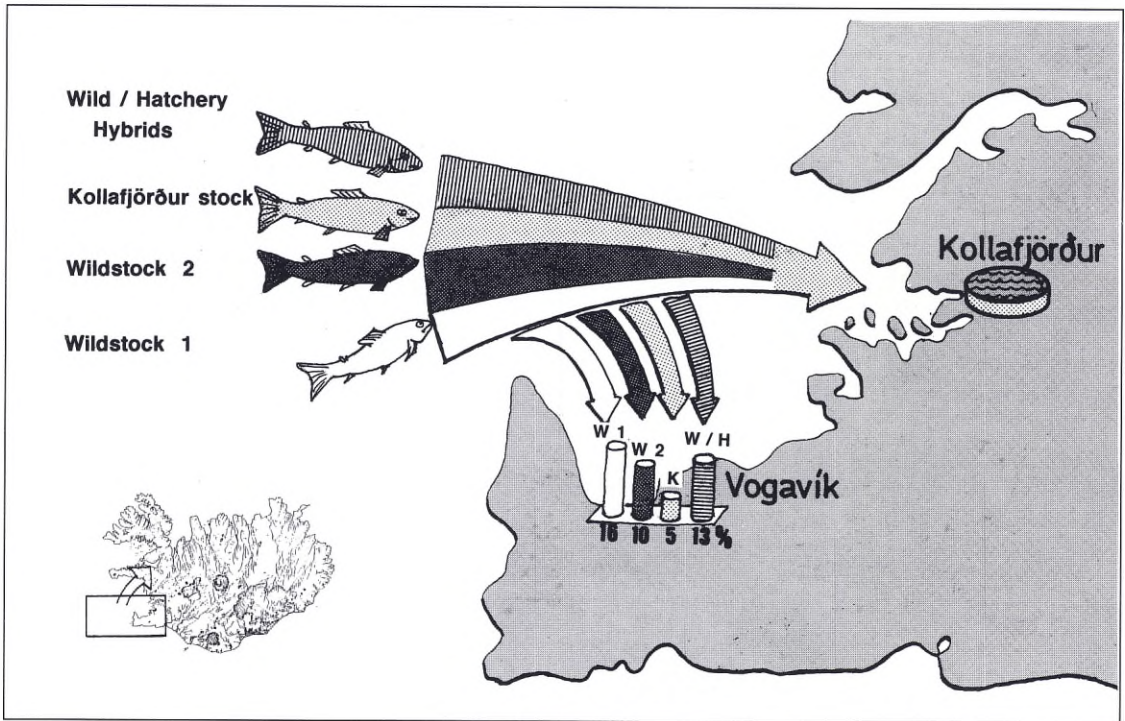 Wild / Hatchery
Hybrids
Kollafjörður stock
Wildstock 2
Wildstock 1
Kollafjörður
W 1
W 2
K
W / H
Vogavík
16 10 5 13 %